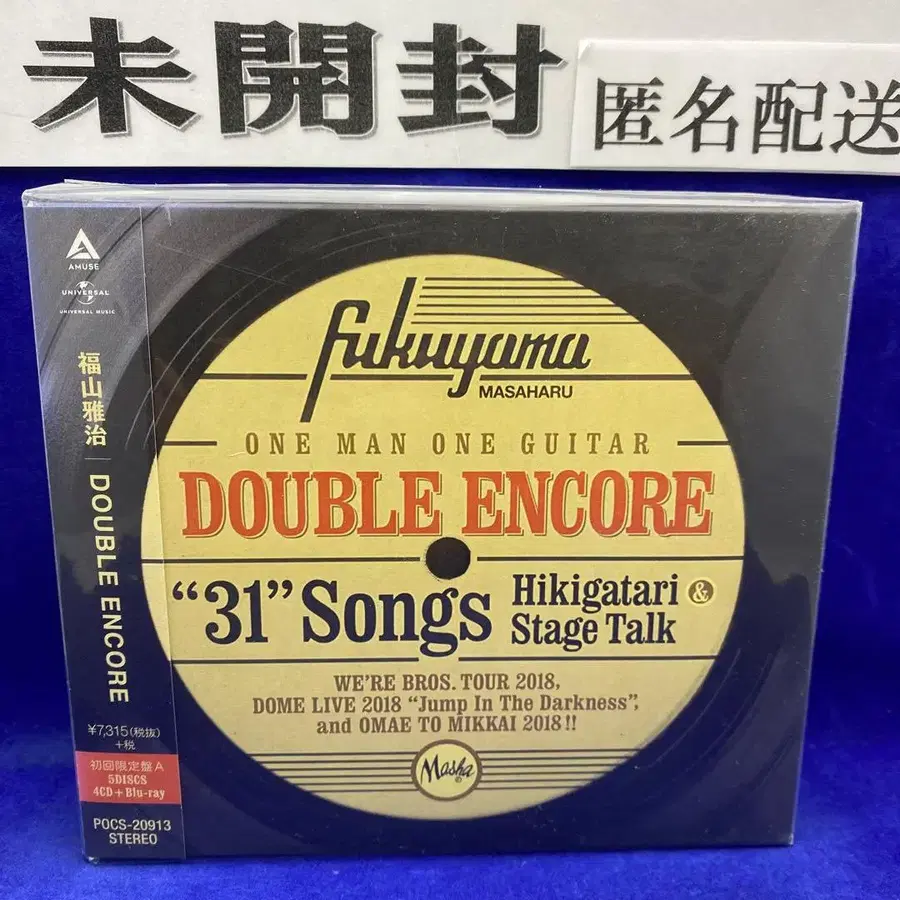 未開封
匿名配送
AMUSE
UNIVERSAL
UNIVERSAL MUSIC
福山雅治 | DOUBLE ENCORE
¥7,315(税抜)
+税
初回限定盤A
5DISCS
4CD+Blu-ray
POCS-20913
STEREO
fukuyama
MASAHARU
ONE MAN ONE GUITAR
DOUBLE ENCORE
“31” Songs
Hikigatari &
Stage Talk
WE'RE BROS. TOUR 2018,
DOME LIVE 2018 “Jump In The Darkness”,
and OMAE TO MIKKAI 2018!!
Masha